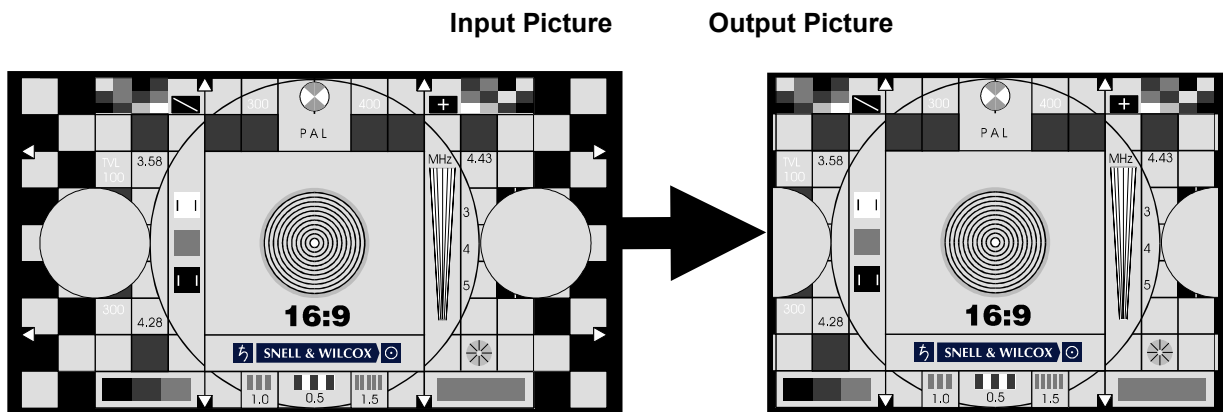 Input Picture
Output Picture
300
400
PAL
TVL
100
3.58
MHz
4.43
3
4
5
300
4.28
16:9
SNELL & WILCOX
1.0
0.5
1.5
300
400
PAL
TVL
100
3.58
MHz
4.43
3
4
5
300
4.28
16:9
SNELL & WILCOX
1.0
0.5
1.5